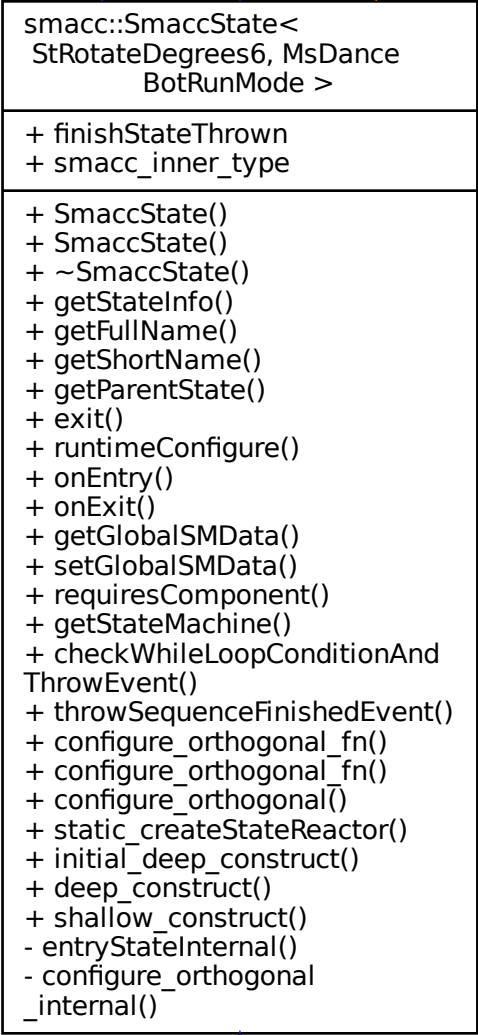 smacc::SmaccState<
StRotateDegrees6, MsDance
BotRunMode >
+ finishStateThrown
+ smacc_inner_type
+ SmaccState()
+ SmaccState()
+ ~SmaccState()
+ getStateInfo()
+ getFullName()
+ getShortName()
+ getParentState()
+ exit()
+ runtimeConfigure()
+ onEntry()
+ onExit()
+ getGlobalSMData()
+ setGlobalSMData()
+ requiresComponent()
+ getStateMachine()
+ checkWhileLoopConditionAnd
ThrowEvent()
+ throwSequenceFinishedEvent()
+ configure_orthogonal_fn()
+ configure_orthogonal_fn()
+ configure_orthogonal()
+ static_createStateReactor()
+ initial_deep_construct()
+ deep_construct()
+ shallow_construct()
- entryStateInternal()
- configure_orthogonal
_internal()